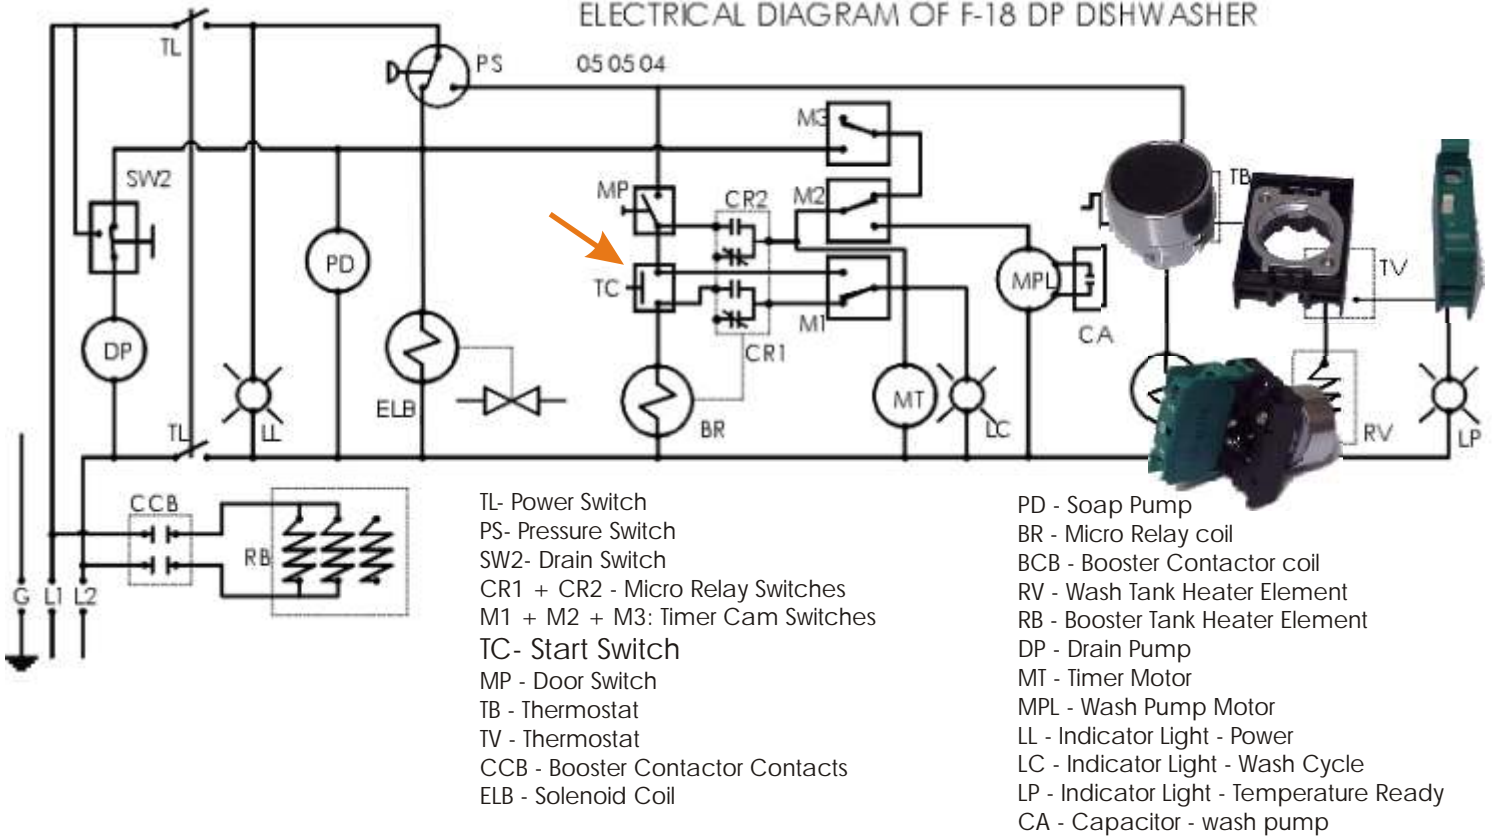 ELECTRICAL DIAGRAM OF F-18 DP DISHWASHER
TL
PS
05 05 04
M3
SW2
MP
CR2
M2
TB
PD
TC
MPL
TV
M1
CA
DP
CR1
ELB
MT
BR
LC
TL
LL
RV
LP
CCB
RB
G L1 L2
TL- Power Switch
PS- Pressure Switch
SW2- Drain Switch
CR1 + CR2 - Micro Relay Switches
M1 + M2 + M3: Timer Cam Switches
TC- Start Switch
MP - Door Switch
TB - Thermostat
TV - Thermostat
CCB - Booster Contactor Contacts
ELB - Solenoid Coil
PD - Soap Pump
BR - Micro Relay coil
BCB - Booster Contactor coil
RV - Wash Tank Heater Element
RB - Booster Tank Heater Element
DP - Drain Pump
MT - Timer Motor
MPL - Wash Pump Motor
LL - Indicator Light - Power
LC - Indicator Light - Wash Cycle
LP - Indicator Light - Temperature Ready
CA - Capacitor - wash pump